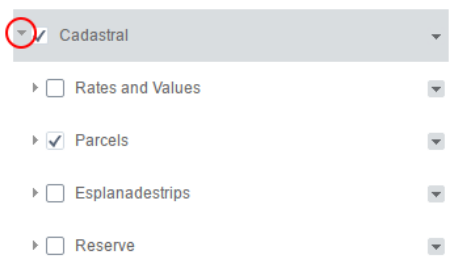 Cadastral
Rates and Values
Parcels
Esplanadestrips
Reserve